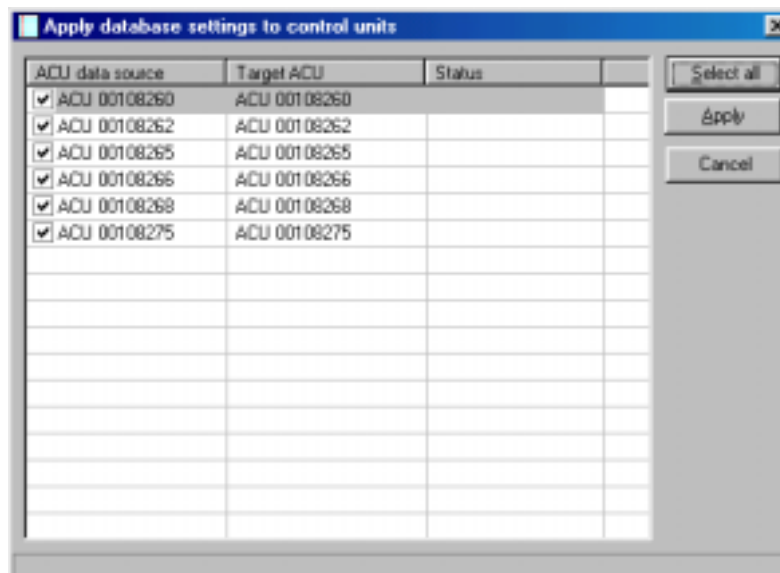 Apply database settings to control units
ACU data source Target ACU Status
Select all
ACU 00108260 ACU 00108260
ACU 00108262 ACU 00108262
Apply
ACU 00108265 ACU 00108265
ACU 00108266 ACU 00108266
Cancel
ACU 00108268 ACU 00108268
ACU 00108275 ACU 00108275